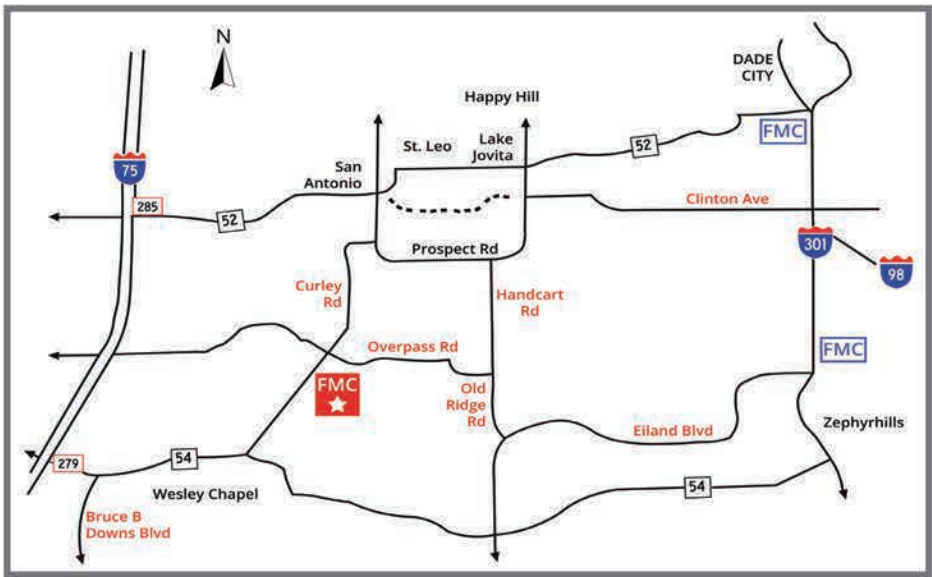 N
DADE
CITY
Happy Hill
FMC
St. Leo
Lake
Jovita
52
San
Antonio
75
285
52
Clinton Ave
301
98
Prospect Rd
Curley
Rd
Handcart
Rd
Overpass Rd
FMC
FMC
Old
Ridge
Rd
Zephyrhills
Eiland Blvd
279
54
54
Wesley Chapel
Bruce B
Downs Blvd